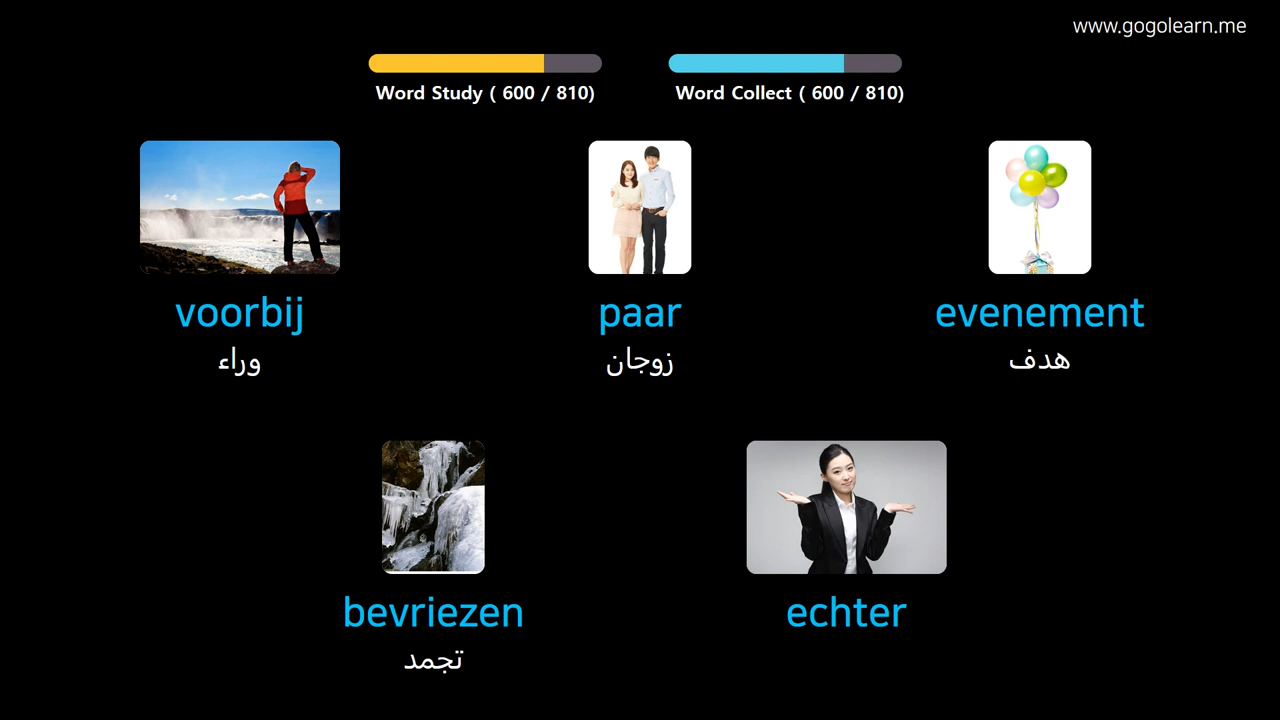 www.gogolearn.me
Word Study ( 600 / 810)
Word Collect ( 600 / 810)
voorbij
وراء
paar
زوجان
evenement
هدف
bevriezen
تجمد
echter